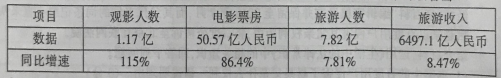 项目 观影人数 电影票房 旅游人数 旅游收入
数据 1.17亿 50.57亿人民币 7.82亿 6497.1亿人民币
同比增速 115% 86.4% 7.81% 8.47%